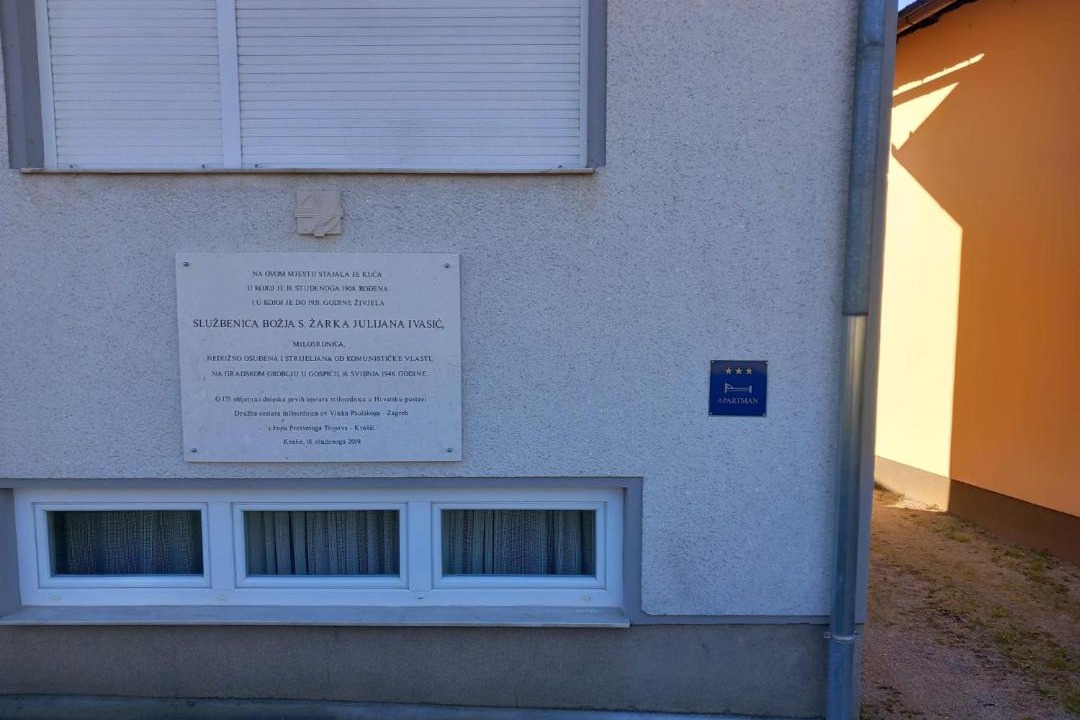 NA OVOM MJESTU STAJALA JE KUĆA
U KOJOJ JE 18. STUDENOGA 1908. ROĐENA
I U KOJOJ JE DO 1931. GODINE ŽIVJELA
SLUŽBENICA BOŽJA S. ŽARKA JULIJANA IVASIĆ,
MILOSRDNICA,
NEDUŽNO OSUĐENA I STRIJELJANA OD KOMUNISTIČKE VLASTI,
NA GRADSKOM GROBLJU U GOSPIĆU, 16. SVIBNJA 1946. GODINE.
O 175. obljetnici dolaska prvih sestara milosrdnica u Hrvatsku postavi
Družba sestara milosrdnica sv. Vinka Paulskoga - Zagreb
i župa Presvetoga Trojstva - Krašić.
Krašić, 18. studenoga 2019.
APARTMAN